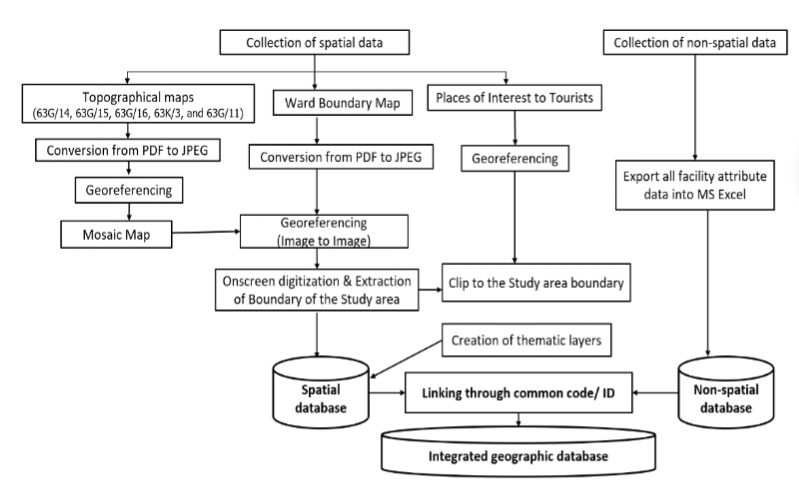 Collection of spatial data
Collection of non-spatial data
Topographical maps
(63G/14, 63G/15, 63G/16, 63K/3, and 63G/11)
Ward Boundary Map
Places of Interest to Tourists
Conversion from PDF to JPEG
Conversion from PDF to JPEG
Georeferencing
Export all facility attribute
data into MS Excel
Georeferencing
Mosaic Map
Georeferencing
(Image to Image)
Onscreen digitization & Extraction
of Boundary of the Study area
Clip to the Study area boundary
Creation of thematic layers
Spatial
database
Linking through common code/ ID
Non-spatial
database
Integrated geographic database